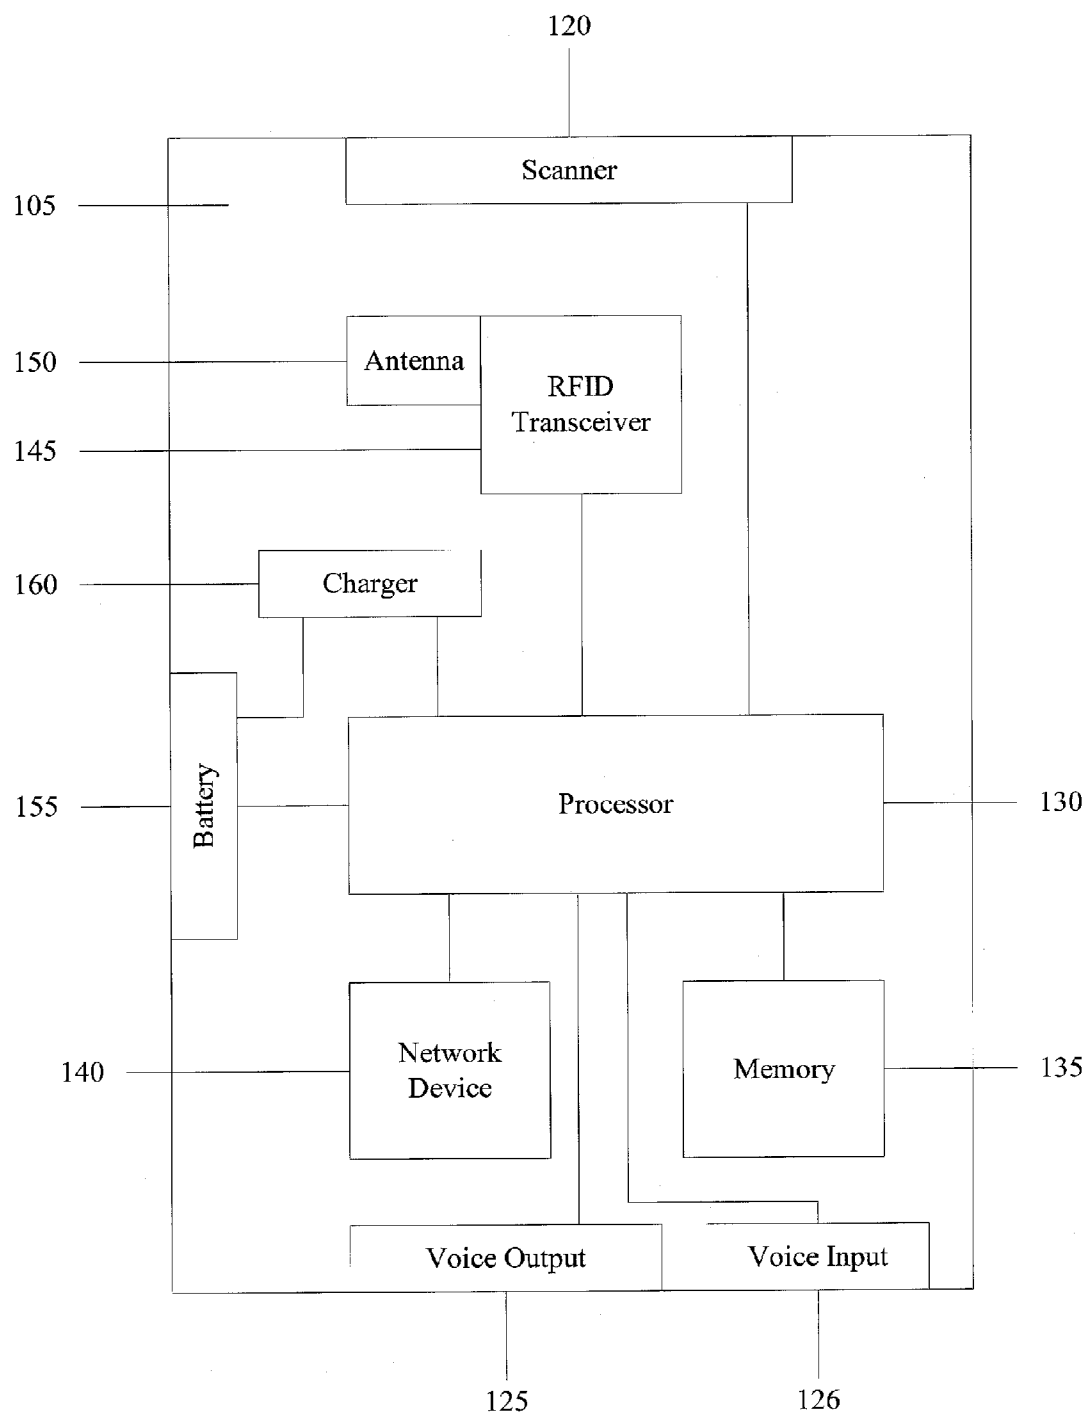 120
Scanner
105
150
Antenna
RFID
Transceiver
145
160
Charger
155
Battery
Processor
130
140
Network
Device
Memory
135
Voice Output
Voice Input
125
126